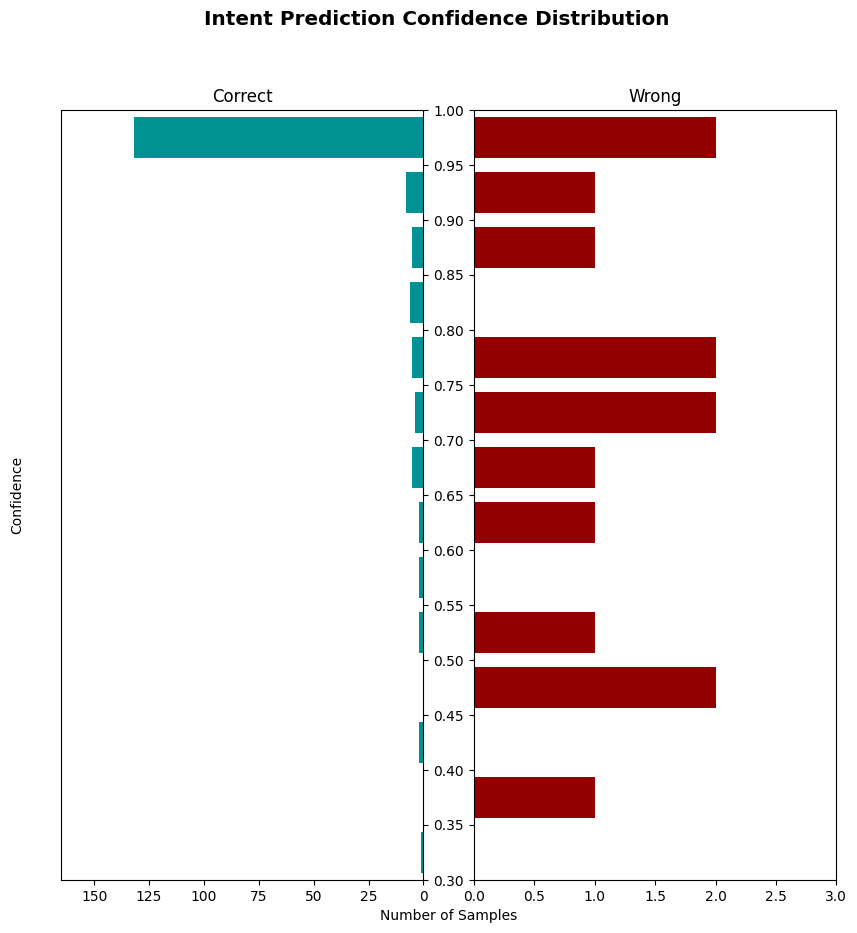 Intent Prediction Confidence Distribution
Correct
Wrong
1.00
0.95
0.90
0.85
0.80
0.75
0.70
0.65
0.60
0.55
0.50
0.45
0.40
0.35
0.30
Confidence
150 125 100 75 50 25 0
0.0 0.5 1.0 1.5 2.0 2.5 3.0
Number of Samples